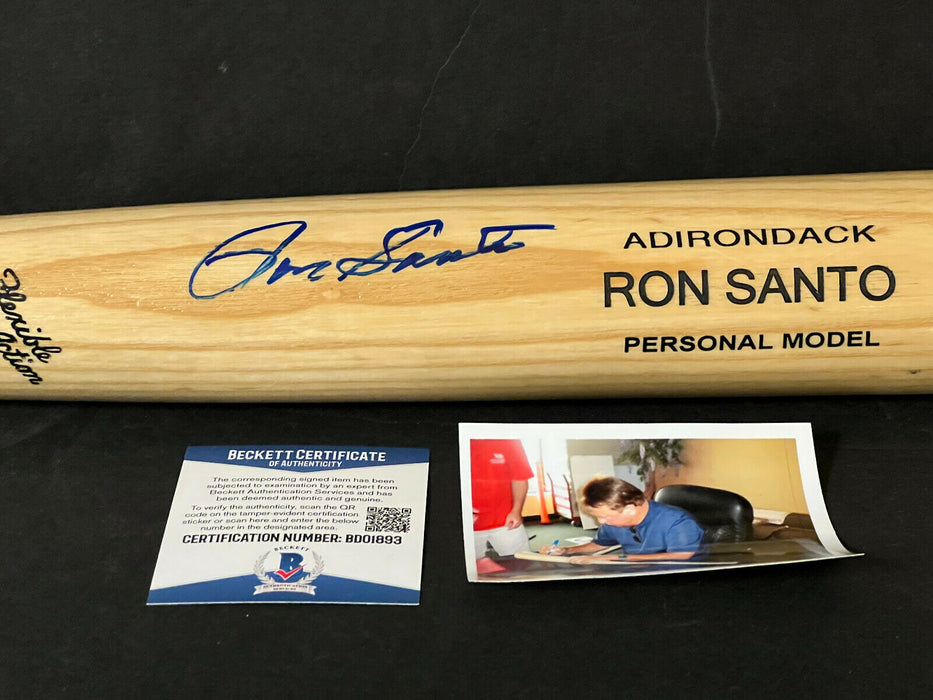 Flexible
Action
Ron Santo
ADIRONDACK
RON SANTO
PERSONAL MODEL
BECKETT CERTIFICATE
OF AUTHENTICITY
The corresponding signed item has been
subjected to examination by an expert from
Beckett Authentication Services and has
been deemed authentic and genuine.
To verify the authenticity, scan the QR
code on the tamper-evident certification
sticker or scan here and enter the below
number in the designated area.
CERTIFICATION NUMBER: BD01893
BECKETT
B